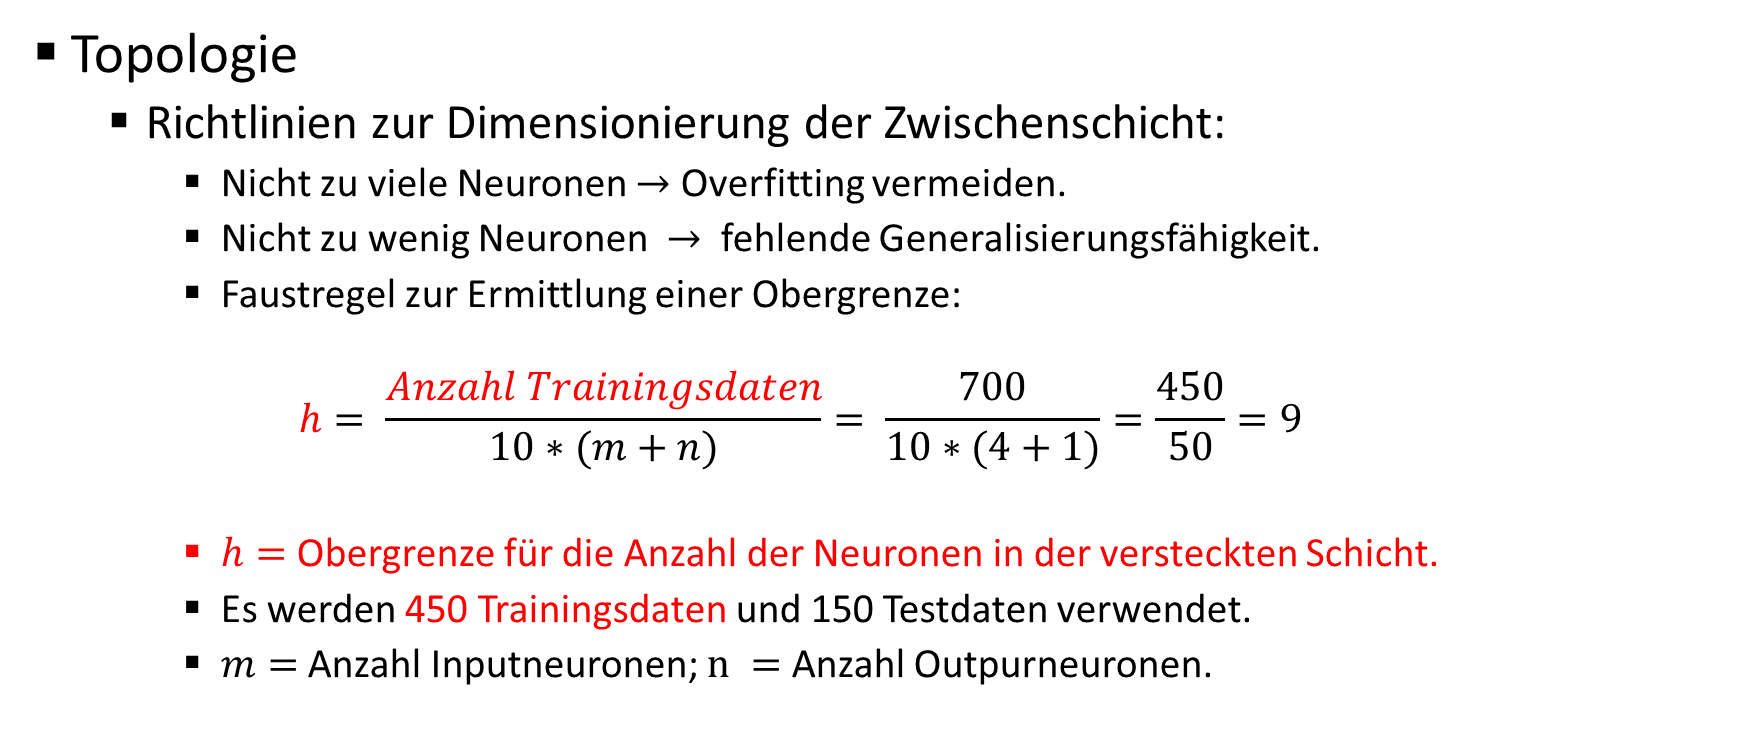 ▪ Topologie
▪ Richtlinien zur Dimensionierung der Zwischenschicht:
▪ Nicht zu viele Neuronen → Overfitting vermeiden.
▪ Nicht zu wenig Neuronen → fehlende Generalisierungsfähigkeit.
▪ Faustregel zur Ermittlung einer Obergrenze:
h = Anzahl Trainingsdaten / 10 ∗ (m + n) = 700 / 10 ∗ (4 + 1) = 450 / 50 = 9
▪ h = Obergrenze für die Anzahl der Neuronen in der versteckten Schicht.
▪ Es werden 450 Trainingsdaten und 150 Testdaten verwendet.
▪ m = Anzahl Inputneuronen; n = Anzahl Outpurneuronen.